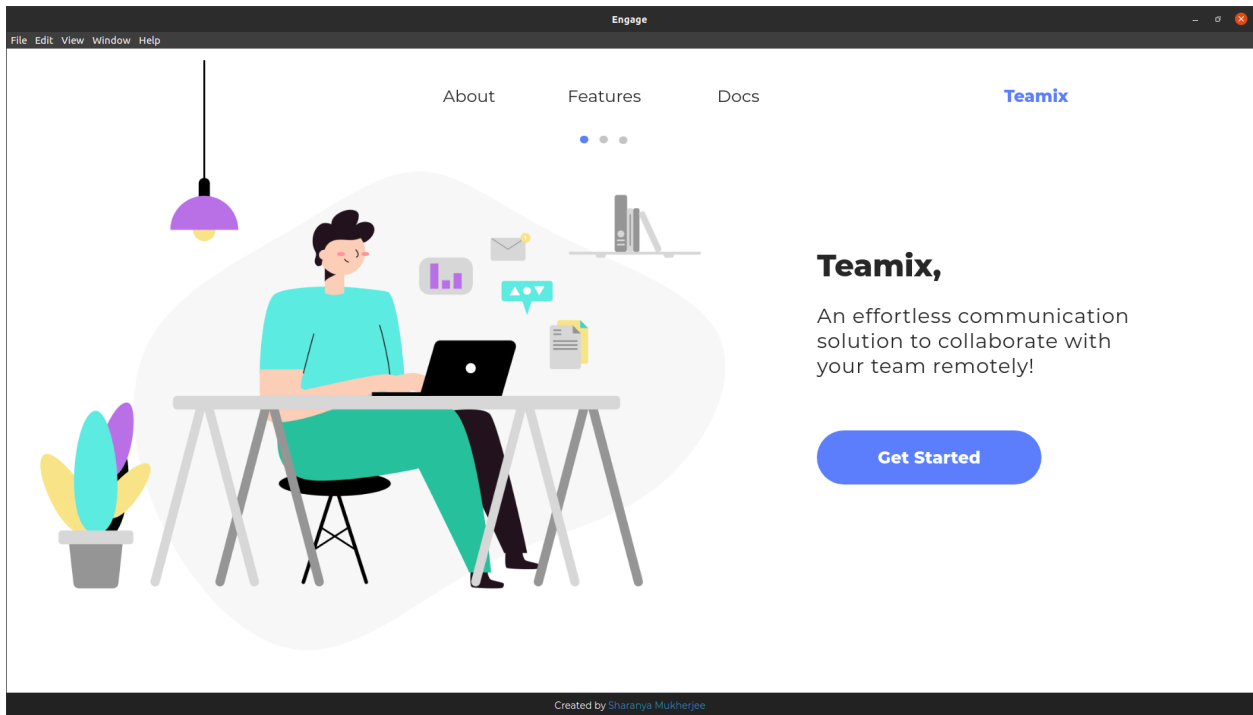 Engage
File Edit View Window Help
About Features Docs Teamix
Teamix,
An effortless communication
solution to collaborate with
your team remotely!
Get Started
Created by Sharanya Mukherjee